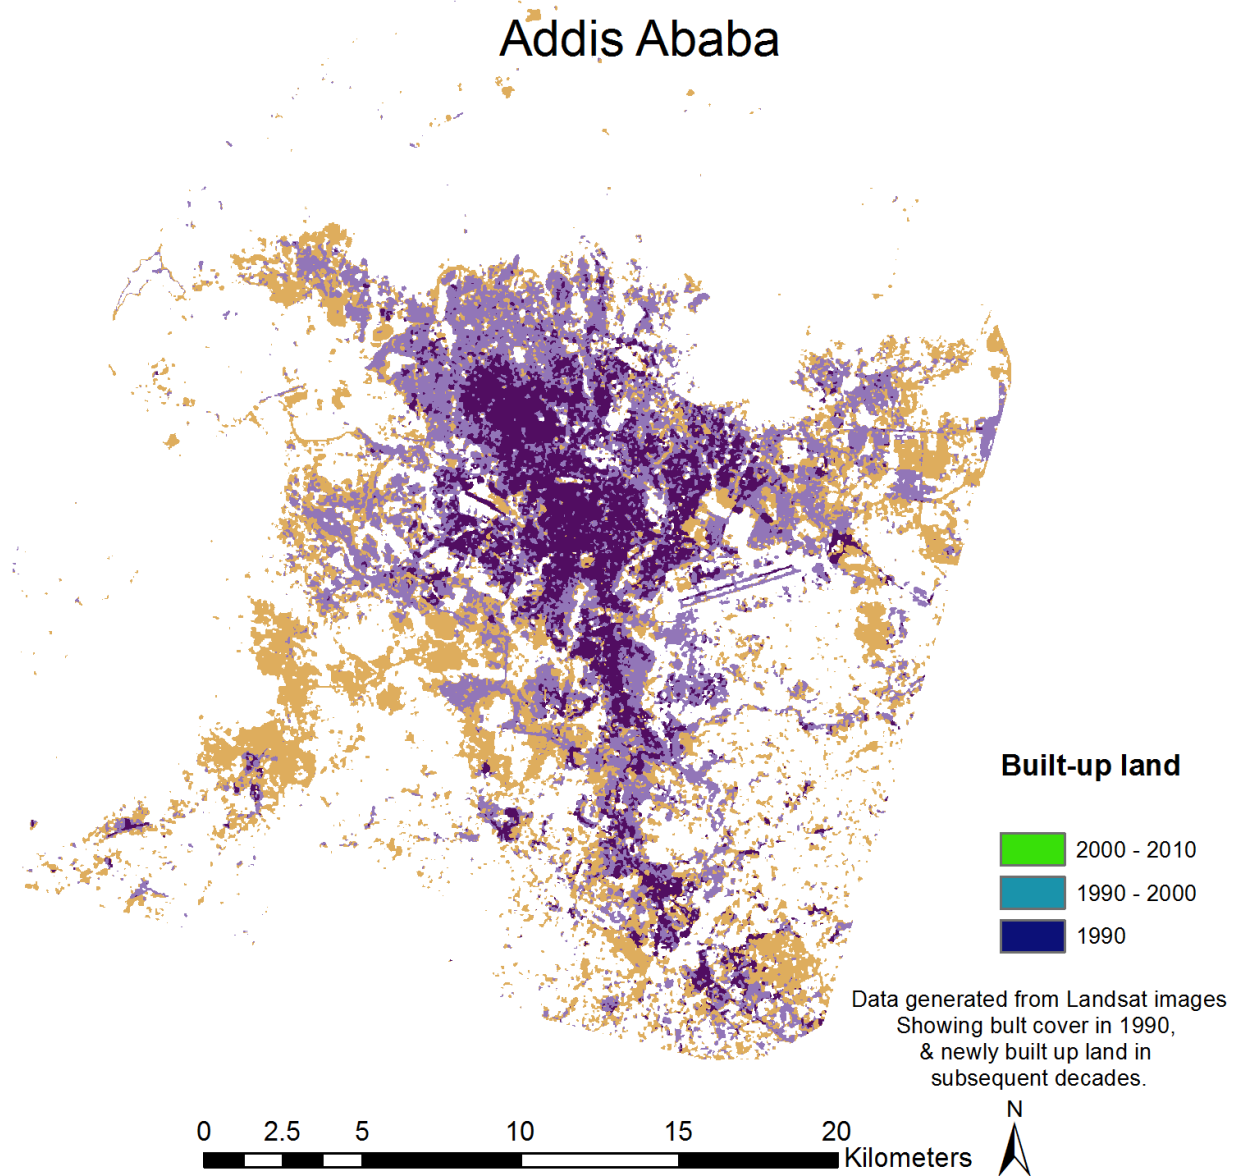 Addis Ababa
Built-up land
2000 - 2010
1990 - 2000
1990
Data generated from Landsat images
Showing bult cover in 1990,
& newly built up land in
subsequent decades.
N
0 2.5 5 10 15 20
Kilometers